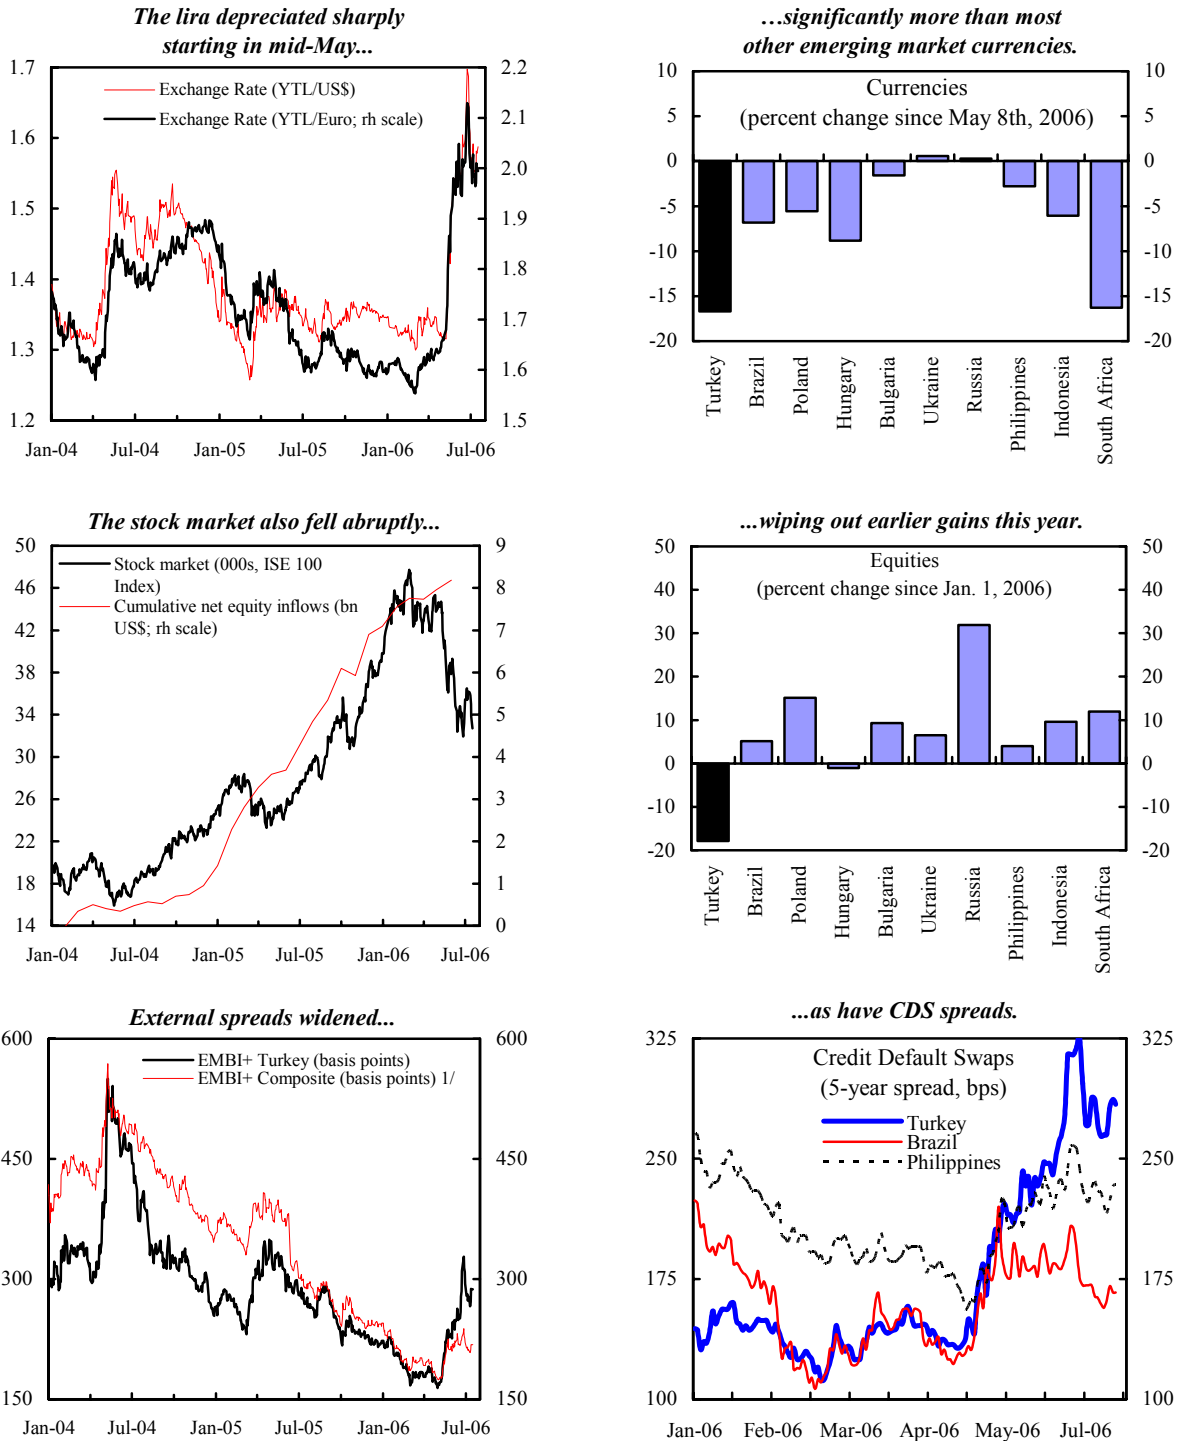 The lira depreciated sharply
starting in mid-May...
1.7
1.6
1.5
1.4
1.3
1.2
2.2
2.1
2.0
1.9
1.8
1.7
1.6
1.5
Exchange Rate (YTL/US$)
Exchange Rate (YTL/Euro; rh scale)
Jan-04 Jul-04 Jan-05 Jul-05 Jan-06 Jul-06
…significantly more than most
other emerging market currencies.
10
5
0
-5
-10
-15
-20
10
5
0
-5
-10
-15
-20
Currencies
(percent change since May 8th, 2006)
Turkey
Brazil
Poland
Hungary
Bulgaria
Ukraine
Russia
Philippines
Indonesia
South Africa
The stock market also fell abruptly...
50
46
42
38
34
30
26
22
18
14
9
8
7
6
5
4
3
2
1
0
Stock market (000s, ISE 100
Index)
Cumulative net equity inflows (bn
US$; rh scale)
Jan-04 Jul-04 Jan-05 Jul-05 Jan-06 Jul-06
...wiping out earlier gains this year.
50
40
30
20
10
0
-10
-20
50
40
30
20
10
0
-10
-20
Equities
(percent change since Jan. 1, 2006)
Turkey
Brazil
Poland
Hungary
Bulgaria
Ukraine
Russia
Philippines
Indonesia
South Africa
External spreads widened...
600
450
300
150
600
450
300
150
EMBI+ Turkey (basis points)
EMBI+ Composite (basis points) 1/
Jan-04 Jul-04 Jan-05 Jul-05 Jan-06 Jul-06
...as have CDS spreads.
325
250
175
100
325
250
175
100
Credit Default Swaps
(5-year spread, bps)
Turkey
Brazil
Philippines
Jan-06 Feb-06 Mar-06 Apr-06 May-06 Jul-06